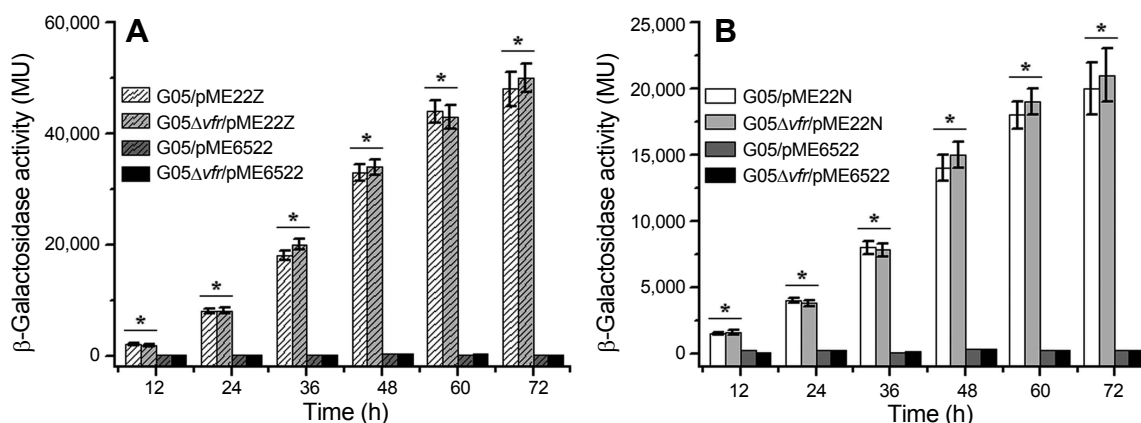 A
β-Galactosidase activity (MU)
60,000
40,000
20,000
0
G05/pME22Z
G05Δvfr/pME22Z
G05/pME6522
G05Δvfr/pME6522
* * * * * *
12 24 36 48 60 72
Time (h)
B
β-Galactosidase activity (MU)
25,000
20,000
15,000
10,000
5,000
0
G05/pME22N
G05Δvfr/pME22N
G05/pME6522
G05Δvfr/pME6522
* * * * * *
12 24 36 48 60 72
Time (h)